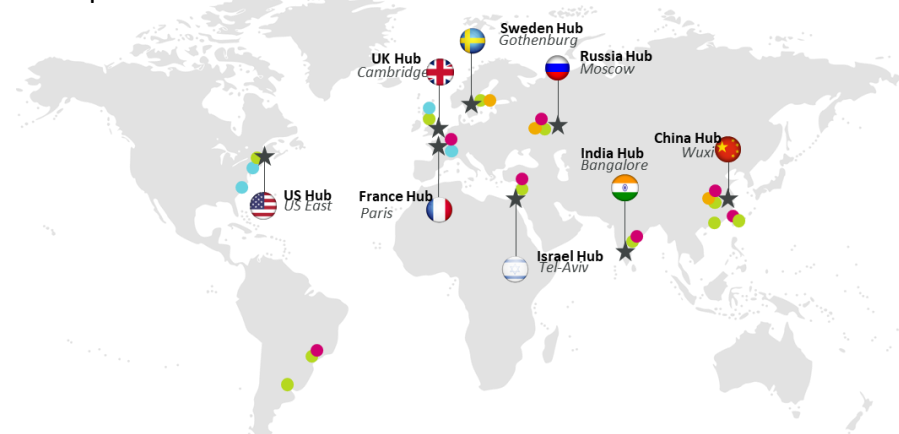 Sweden Hub
Gothenburg
UK Hub
Cambridge
Russia Hub
Moscow
China Hub
Wuxi
India Hub
Bangalore
US Hub
US East
France Hub
Paris
Israel Hub
Tel-Aviv